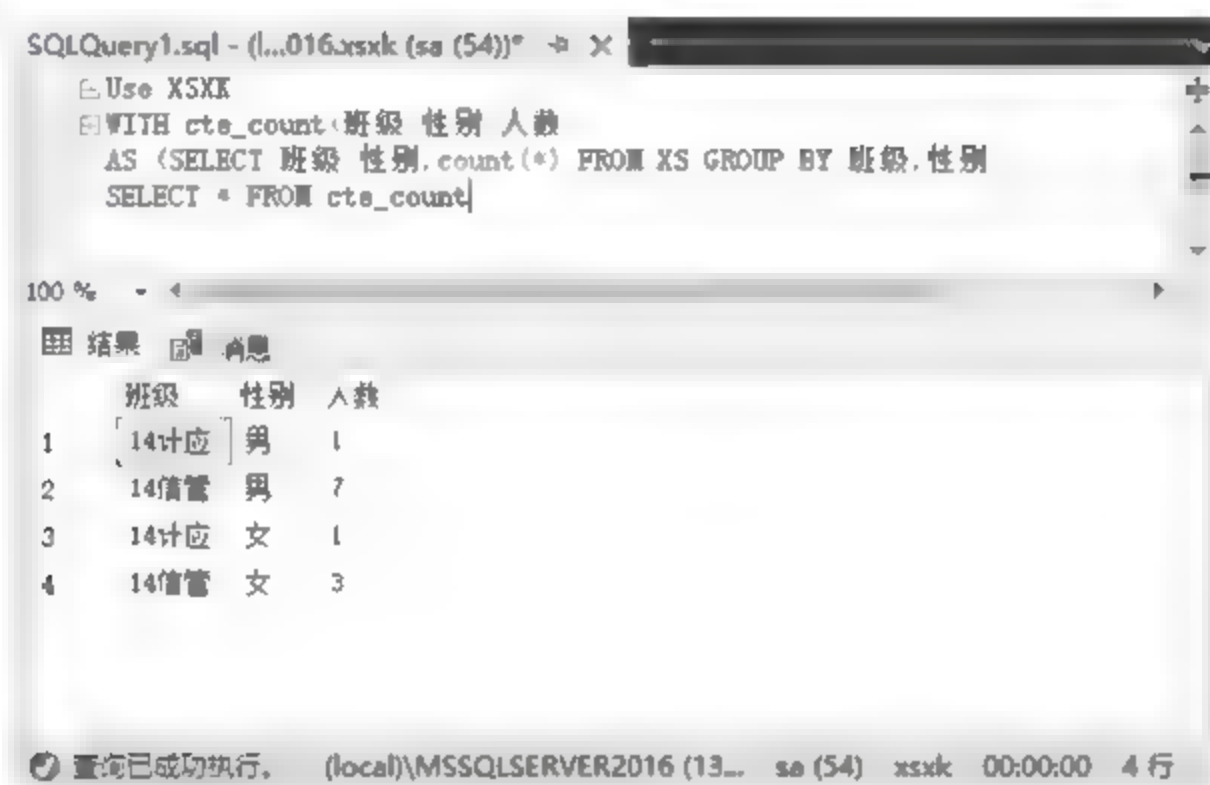 SQLQuery1.sql - (l...016.xsxk (sa (54))*
Use XSXK
WITH cte_count(班级 性别 人数
AS (SELECT 班级 性别,count(*) FROM XS GROUP BY 班级,性别
SELECT * FROM cte_count
100 %
结果 消息
班级 性别 人数
1 14计应 男 1
2 14信管 男 7
3 14计应 女 1
4 14信管 女 3
查询已成功执行。 (local)\MSSQLSERVER2016 (13... sa (54) xsxk 00:00:00 4 行